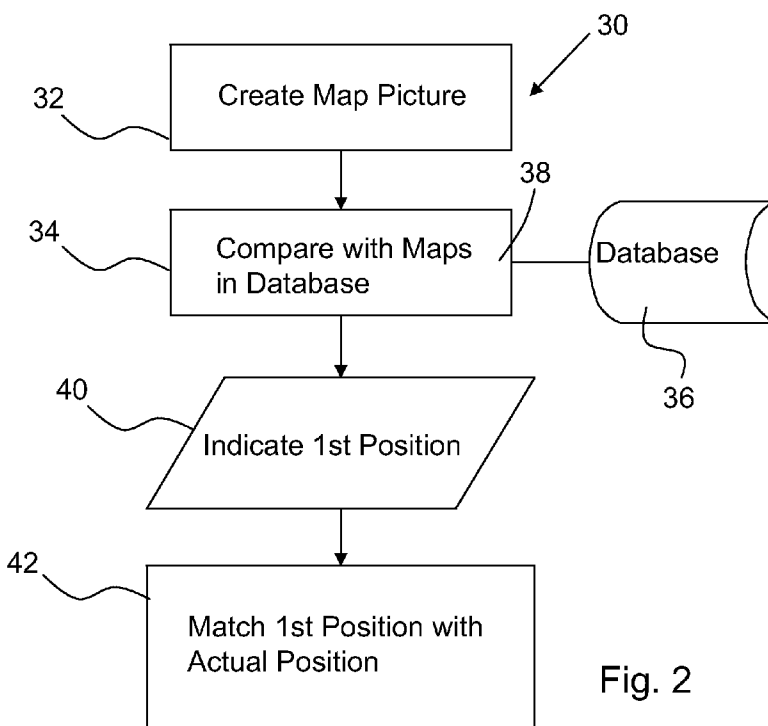 30
Create Map Picture
32
38
34
Compare with Maps
in Database
Database
36
40
Indicate 1st Position
42
Match 1st Position with
Actual Position
Fig. 2